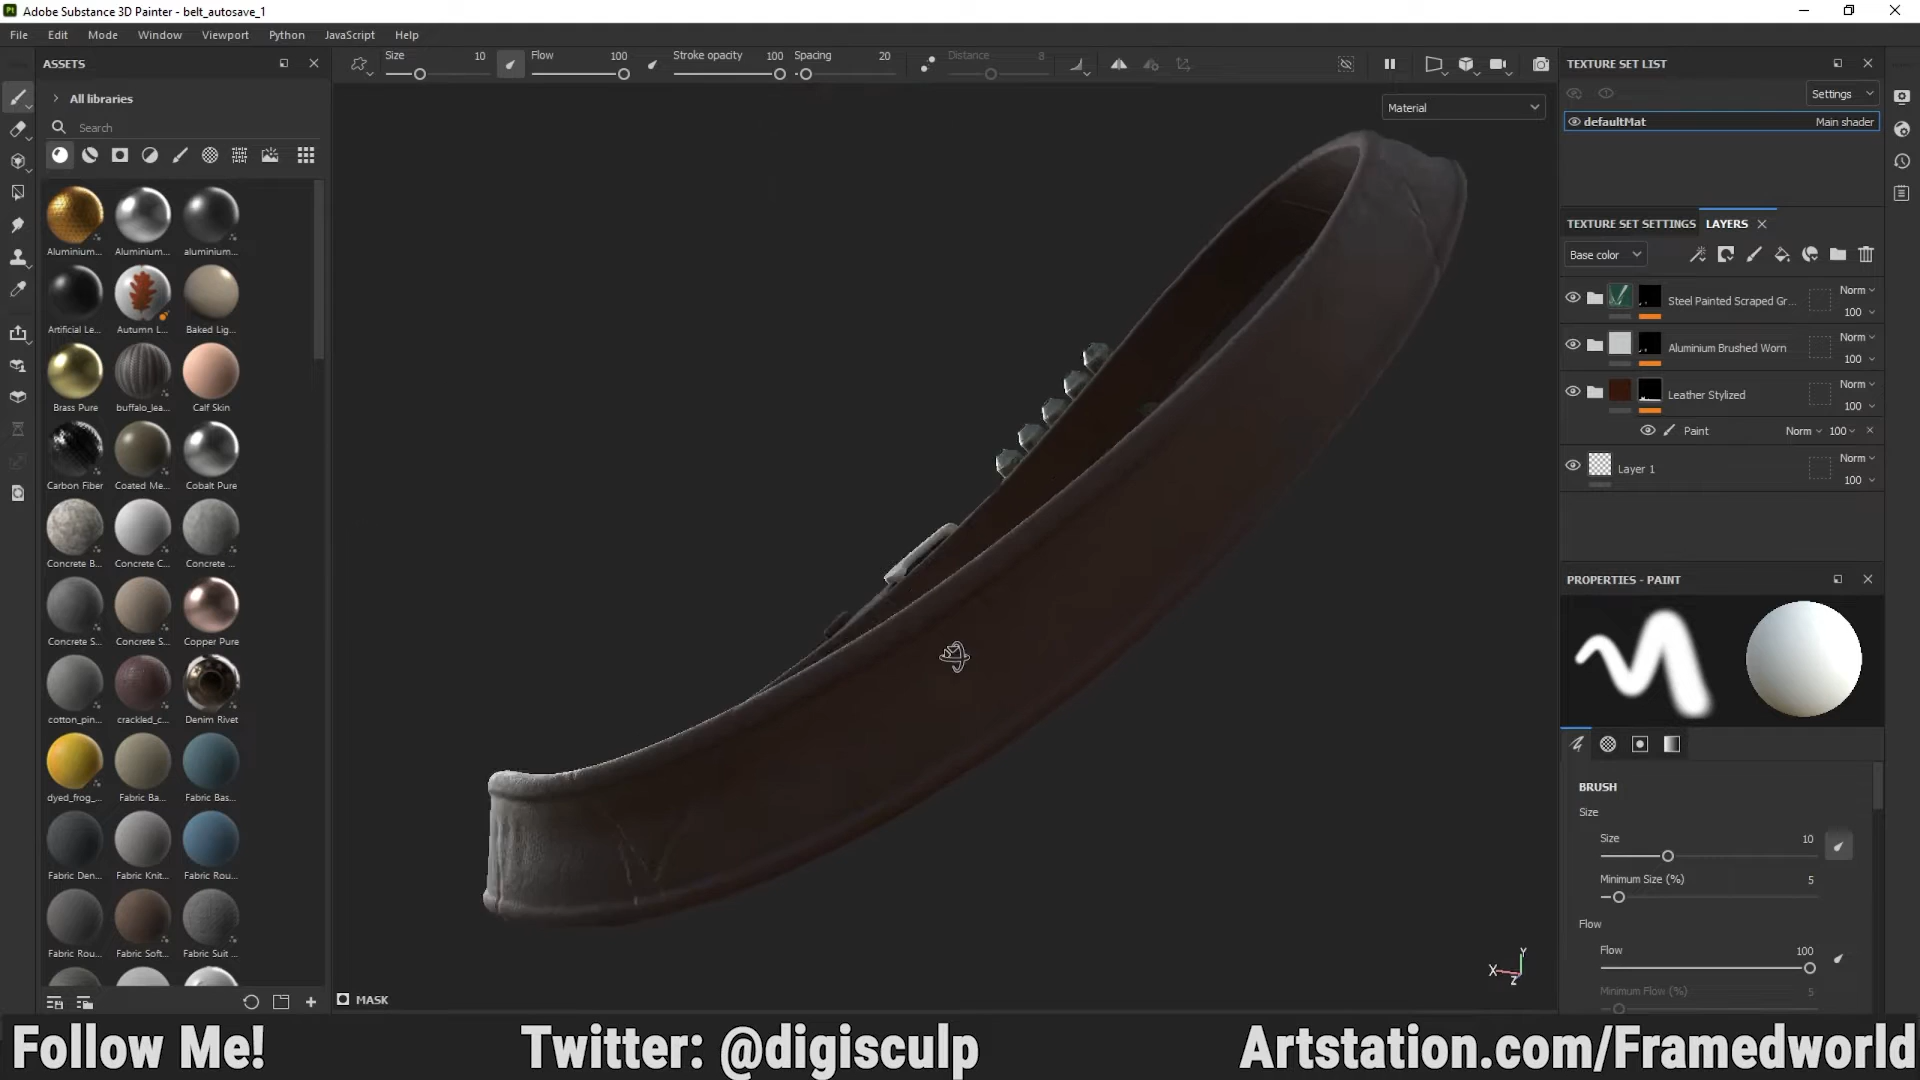 Adobe Substance 3D Painter - belt_autosave_1
File Edit Mode Window Viewport Python JavaScript Help
ASSETS
Size 10 Flow 100 Stroke opacity 100 Spacing 20 Distance 8
All libraries
Search
Material
Aluminium... Aluminium... aluminium...
Artificial Le... Autumn L... Baked Lig...
Brass Pure buffalo_lea... Calf Skin
Carbon Fiber Coated Me... Cobalt Pure
Concrete B... Concrete C... Concrete ...
Concrete S... Concrete S... Copper Pure
cotton_pin... crackled_c... Denim Rivet
dyed_frog_... Fabric Ba... Fabric Bas...
Fabric Den... Fabric Knit... Fabric Rou...
Fabric Rou... Fabric Soft... Fabric Suit ...
MASK
X Y Z
TEXTURE SET LIST
Settings
defaultMat Main shader
TEXTURE SET SETTINGS LAYERS
Base color
Steel Painted Scraped Gr... Norm 100
Aluminium Brushed Worn Norm 100
Leather Stylized Norm 100
Paint Norm 100
Layer 1 Norm 100
PROPERTIES - PAINT
BRUSH
Size
Size 10
Minimum Size (%) 5
Flow
Flow 100
Minimum Flow (%) 5
Follow Me! Twitter: @digisculp Artstation.com/Framedworld